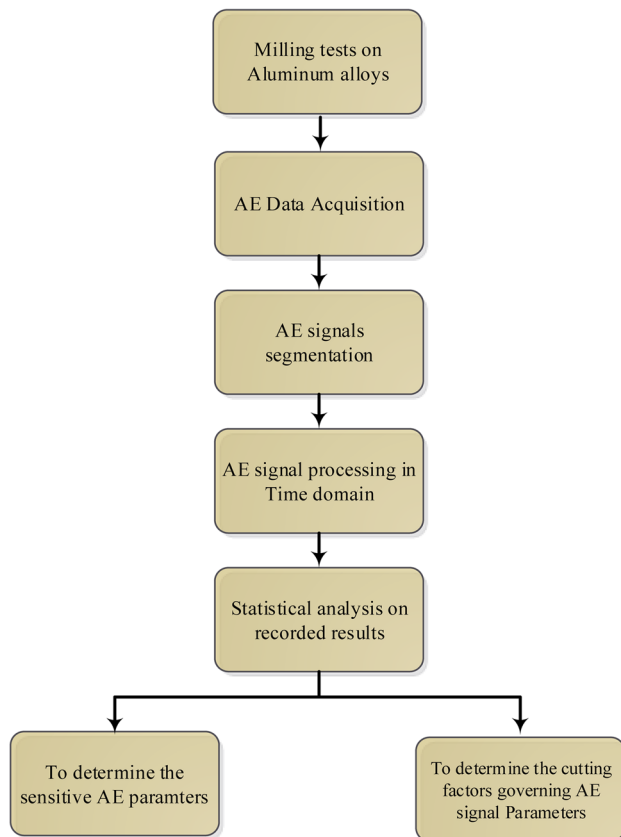 Milling tests on
Aluminum alloys
AE Data Acquisition
AE signals
segmentation
AE signal processing in
Time domain
Statistical analysis on
recorded results
To determine the
sensitive AE paramters
To determine the cutting
factors governing AE
signal Parameters